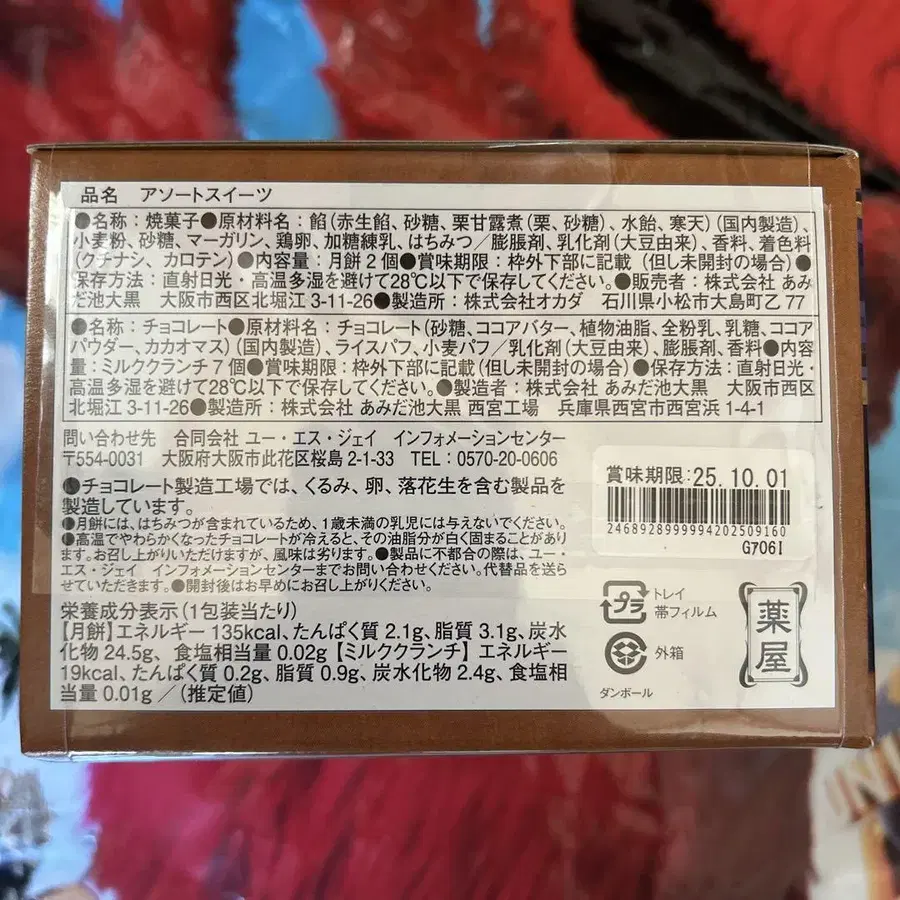 品名 アソートスイーツ
●名称:焼菓子●原材料名:餡(赤生餡、砂糖、栗甘露煮(栗、砂糖)、水飴、寒天)(国内製造)、
小麦粉、砂糖、マーガリン、鶏卵、加糖練乳、はちみつ/膨脹剤、乳化剤(大豆由来)、香料、着色料
(クチナシ、カロテン)●内容量:月餅2個●賞味期限:枠外下部に記載(但し未開封の場合)●
保存方法:直射日光・高温多湿を避けて28℃以下で保存してください。●販売者:株式会社 あみ
だ池大黒 大阪市西区北堀江3-11-26●製造所:株式会社オカダ 石川県小松市大島町乙77
●名称:チョコレート●原材料名:チョコレート(砂糖、ココアバター、植物油脂、全粉乳、乳糖、ココア
パウダー、カカオマス)(国内製造)、ライスパフ、小麦パフ/乳化剤(大豆由来)、膨脹剤、香料●内容
量:ミルククランチ7個●賞味期限:枠外下部に記載(但し未開封の場合)●保存方法:直射日光・
高温多湿を避けて28℃以下で保存してください。●製造者:株式会社 あみだ池大黒 大阪市西区
北堀江3-11-26●製造所:株式会社 あみだ池大黒 西宮工場 兵庫県西宮市西宮浜1-4-1
問い合わせ先 合同会社 ユー・エス・ジェイ インフォメーションセンター
〒554-0031 大阪府大阪市此花区桜島2-1-33 TEL:0570-20-0606
●チョコレート製造工場では、くるみ、卵、落花生を含む製品を
製造しています。
●月餅には、はちみつが含まれているため、1歳未満の乳児には与えないでください。
●高温でやわらかくなったチョコレートが冷えると、その油脂分が白く固まることがあり
ます。お召し上がりいただけますが、風味は劣ります。●製品に不都合の際は、ユー・
エス・ジェイ インフォメーションセンターまでお問い合わせください。代替品を送ら
せていただきます。●開封後はお早めにお召し上がりください。
栄養成分表示(1包装当たり)
【月餅】エネルギー 135kcal、たんぱく質 2.1g、脂質 3.1g、炭水
化物 24.5g、食塩相当量 0.02g【ミルククランチ】エネルギー
19kcal、たんぱく質 0.2g、脂質 0.9g、炭水化物 2.4g、食塩相
当量 0.01g/(推定値)
賞味期限:25.10.01
24689289999994202509160
G706I
プラ
トレイ
帯フィルム
外箱
ダンボール
薬屋